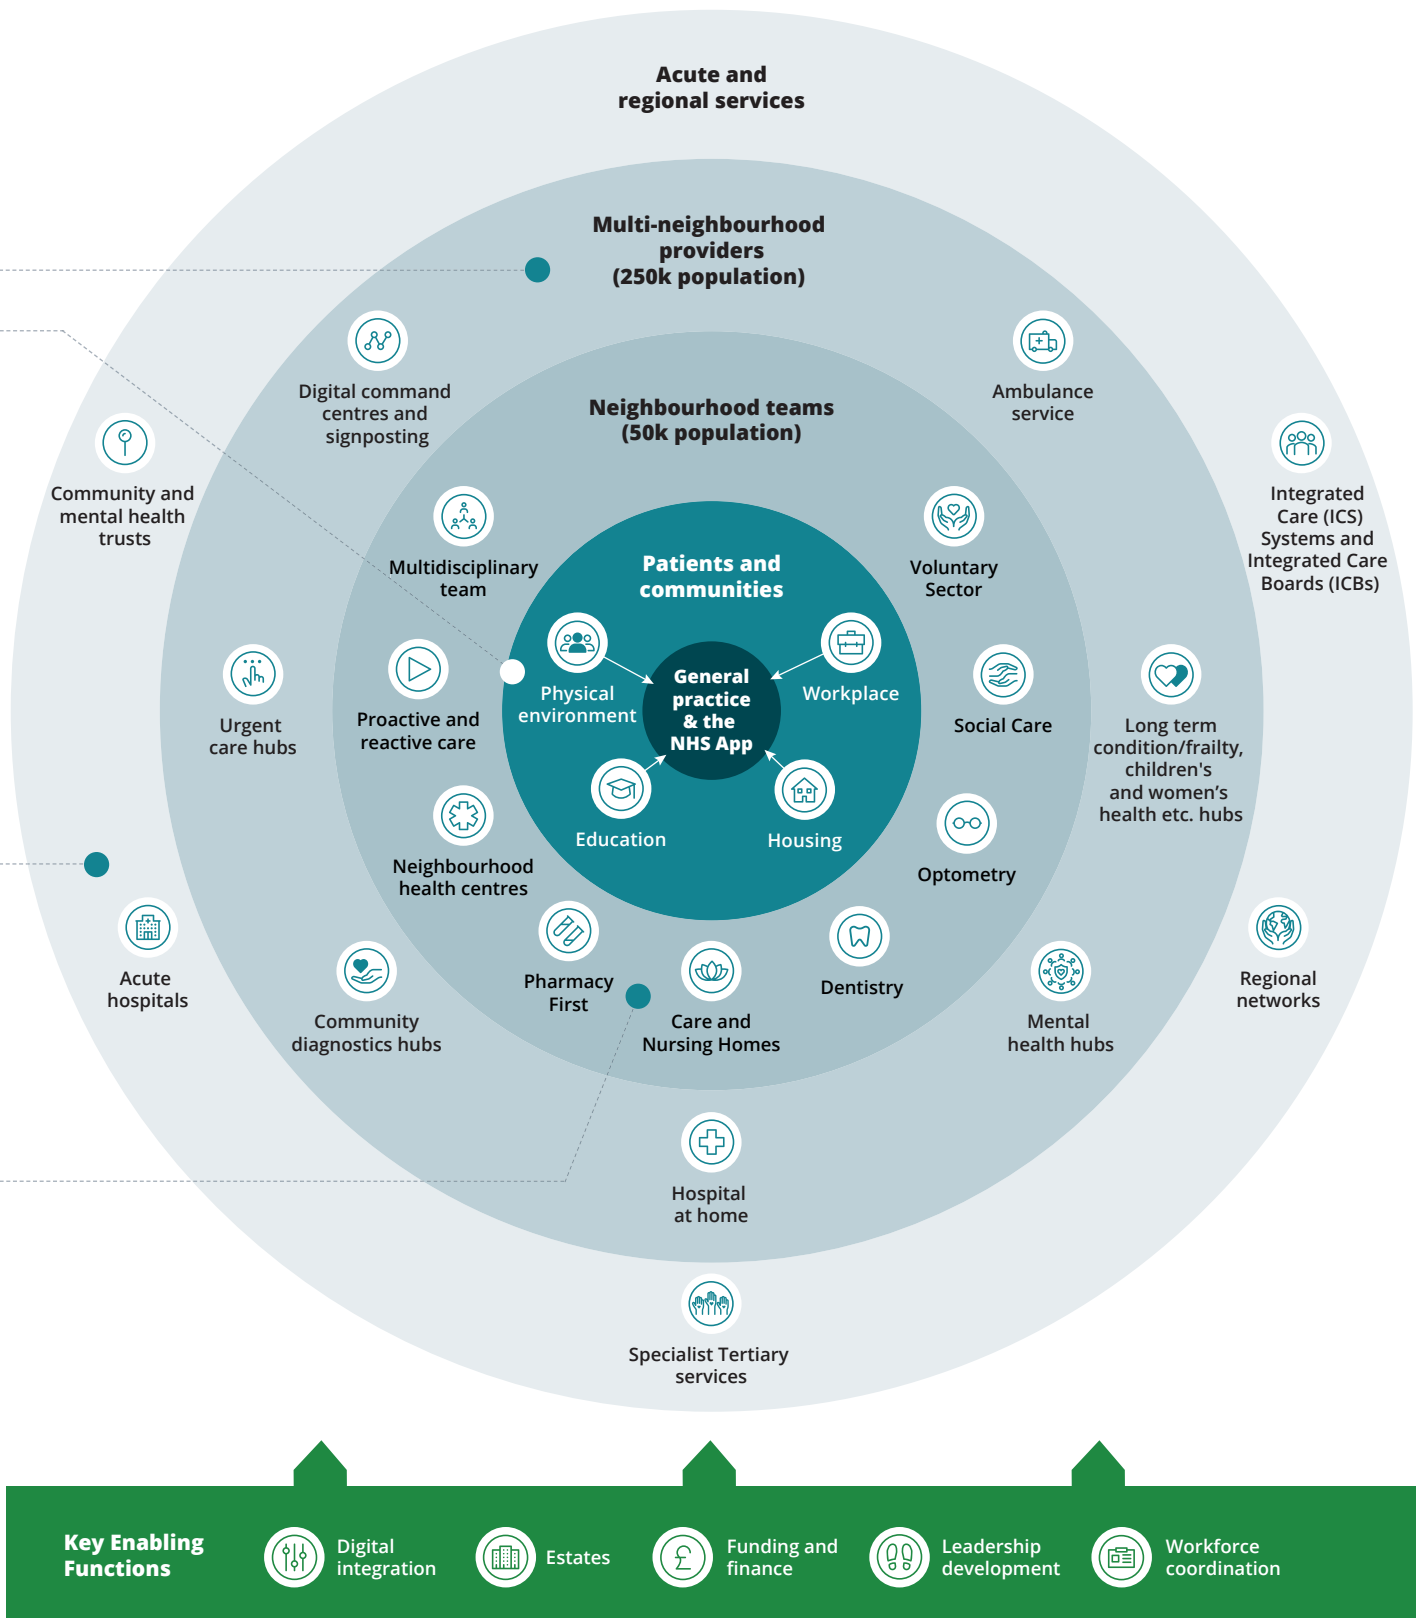 Acute and
regional services
Multi-neighbourhood
providers
(250k population)
Digital command
centres and
signposting
Ambulance
service
Neighbourhood teams
(50k population)
Community and
mental health
trusts
Integrated
Care (ICS)
Systems and
Integrated Care
Boards (ICBs)
Multidisciplinary
team
Patients and
communities
Voluntary
Sector
Urgent
care hubs
Proactive and
reactive care
Physical
environment
General
practice
& the
NHS App
Workplace
Social Care
Long term
condition/frailty,
children's
and women’s
health etc. hubs
Education
Housing
Neighbourhood
health centres
Optometry
Acute
hospitals
Community
diagnostics hubs
Pharmacy
First
Care and
Nursing Homes
Dentistry
Mental
health hubs
Regional
networks
Hospital
at home
Specialist Tertiary
services
Key Enabling
Functions
Digital
integration
Estates
Funding and
finance
Leadership
development
Workforce
coordination